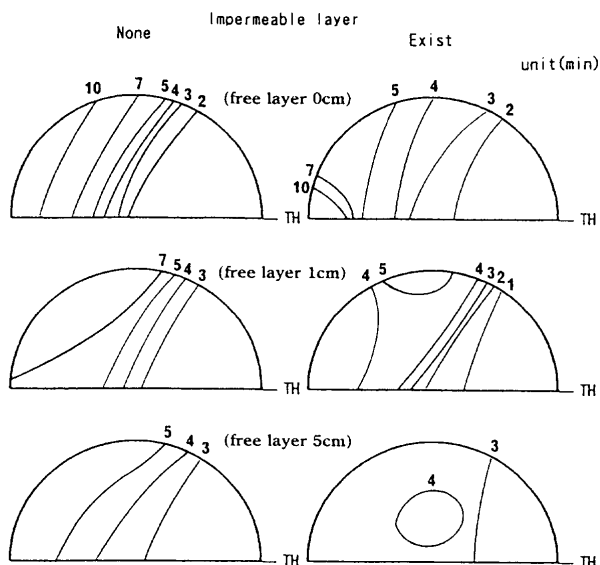 Impermeable layer
None
Exist
unit(min)
10 7 5 4 3 2
(free layer 0cm)
5 4 3 2
7
10
TH
TH
7 5 4 3
(free layer 1cm)
4 5 4 3 2 1
TH
TH
5 4 3
(free layer 5cm)
3
4
TH
TH